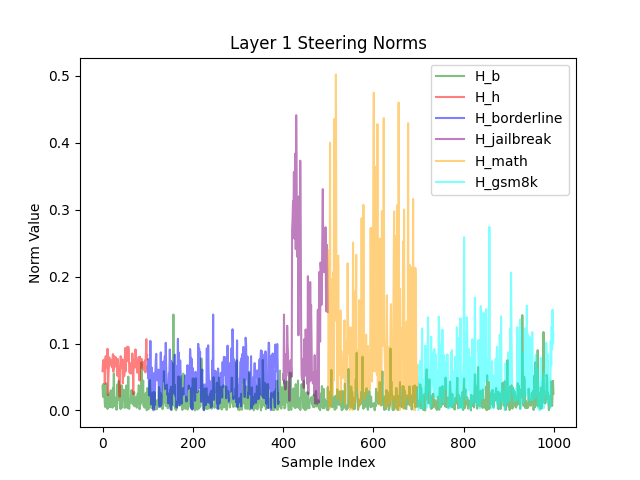 Layer 1 Steering Norms
H_b
H_h
H_borderline
H_jailbreak
H_math
H_gsm8k
Norm Value
0.5
0.4
0.3
0.2
0.1
0.0
0 200 400 600 800 1000
Sample Index